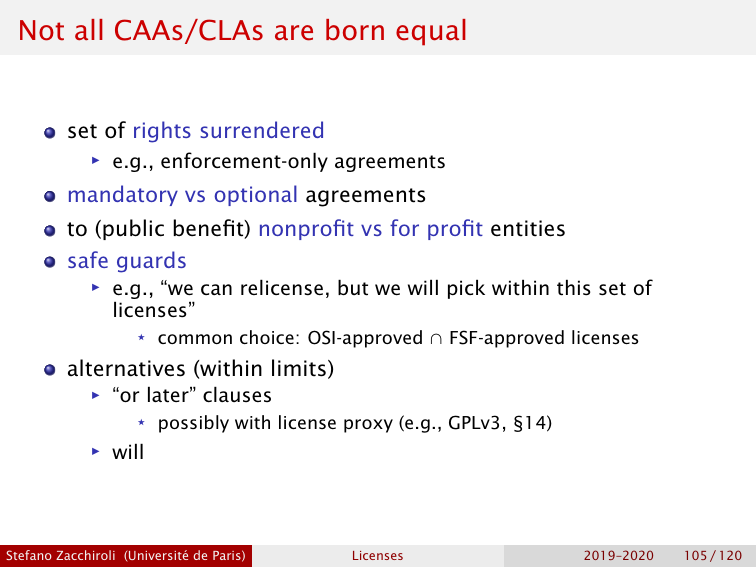 Not all CAAs/CLAs are born equal
set of rights surrendered
e.g., enforcement-only agreements
mandatory vs optional agreements
to (public benefit) nonprofit vs for profit entities
safe guards
e.g., “we can relicense, but we will pick within this set of
licenses”
common choice: OSI-approved ∩ FSF-approved licenses
alternatives (within limits)
“or later” clauses
possibly with license proxy (e.g., GPLv3, §14)
will
Stefano Zacchiroli (Université de Paris) Licenses 2019–2020 105 / 120